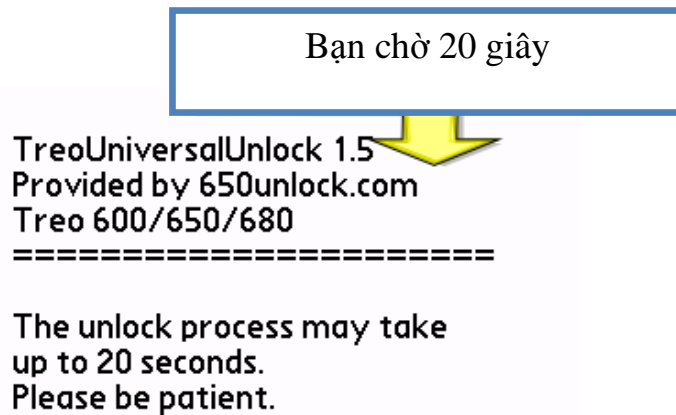 Bạn chờ 20 giây
TreoUniversalUnlock 1.5
Provided by 650unlock.com
Treo 600/650/680
======================
The unlock process may take
up to 20 seconds.
Please be patient.